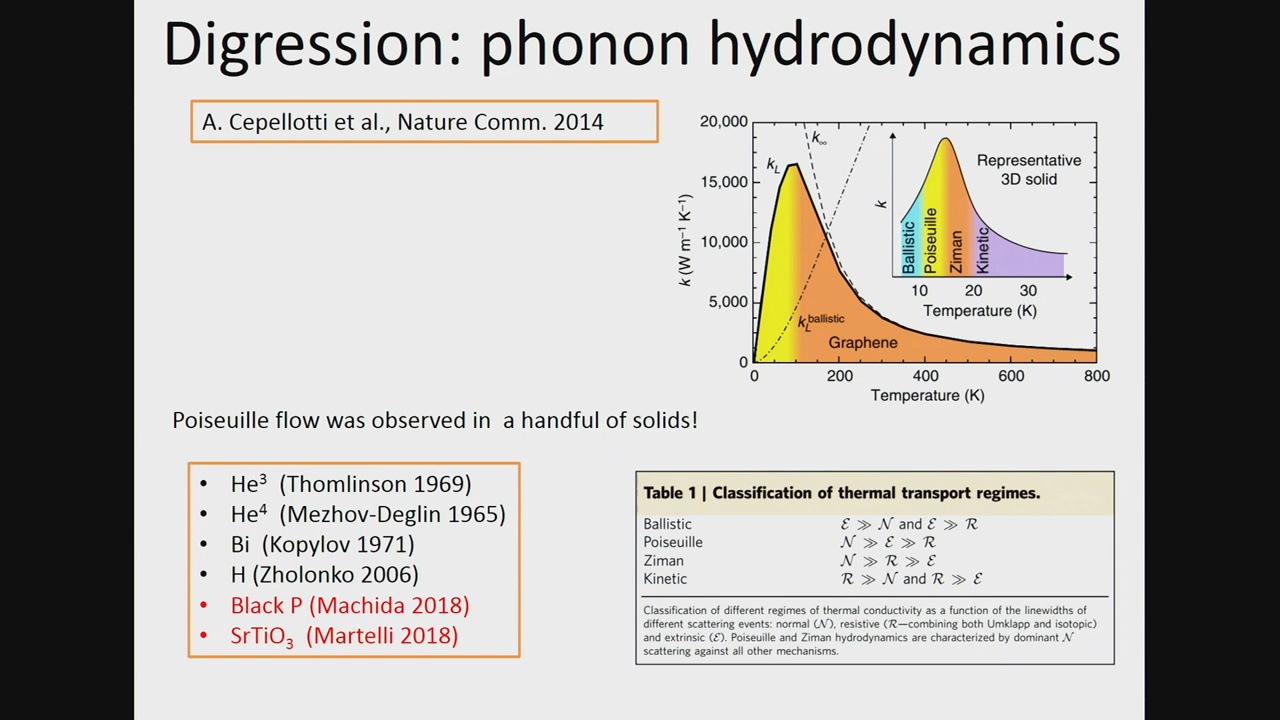 Digression: phonon hydrodynamics
A. Cepellotti et al., Nature Comm. 2014
20,000
15,000
10,000
5,000
0
k (W m⁻¹ K⁻¹)
k∞
k_L
k_L^ballistic
Graphene
0 200 400 600 800
Temperature (K)
Representative
3D solid
k
Ballistic
Poiseuille
Ziman
Kinetic
10 20 30
Temperature (K)
Poiseuille flow was observed in a handful of solids!
• He³ (Thomlinson 1969)
• He⁴ (Mezhov-Deglin 1965)
• Bi (Kopylov 1971)
• H (Zholonko 2006)
• Black P (Machida 2018)
• SrTiO₃ (Martelli 2018)
Table 1 | Classification of thermal transport regimes.
Ballistic ℰ ≫ 𝒩 and ℰ ≫ ℛ
Poiseuille 𝒩 ≫ ℰ ≫ ℛ
Ziman 𝒩 ≫ ℛ ≫ ℰ
Kinetic ℛ ≫ 𝒩 and ℛ ≫ ℰ
Classification of different regimes of thermal conductivity as a function of the linewidths of
different scattering events: normal (𝒩), resistive (ℛ—combining both Umklapp and isotopic)
and extrinsic (ℰ). Poiseuille and Ziman hydrodynamics are characterized by dominant 𝒩
scattering against all other mechanisms.